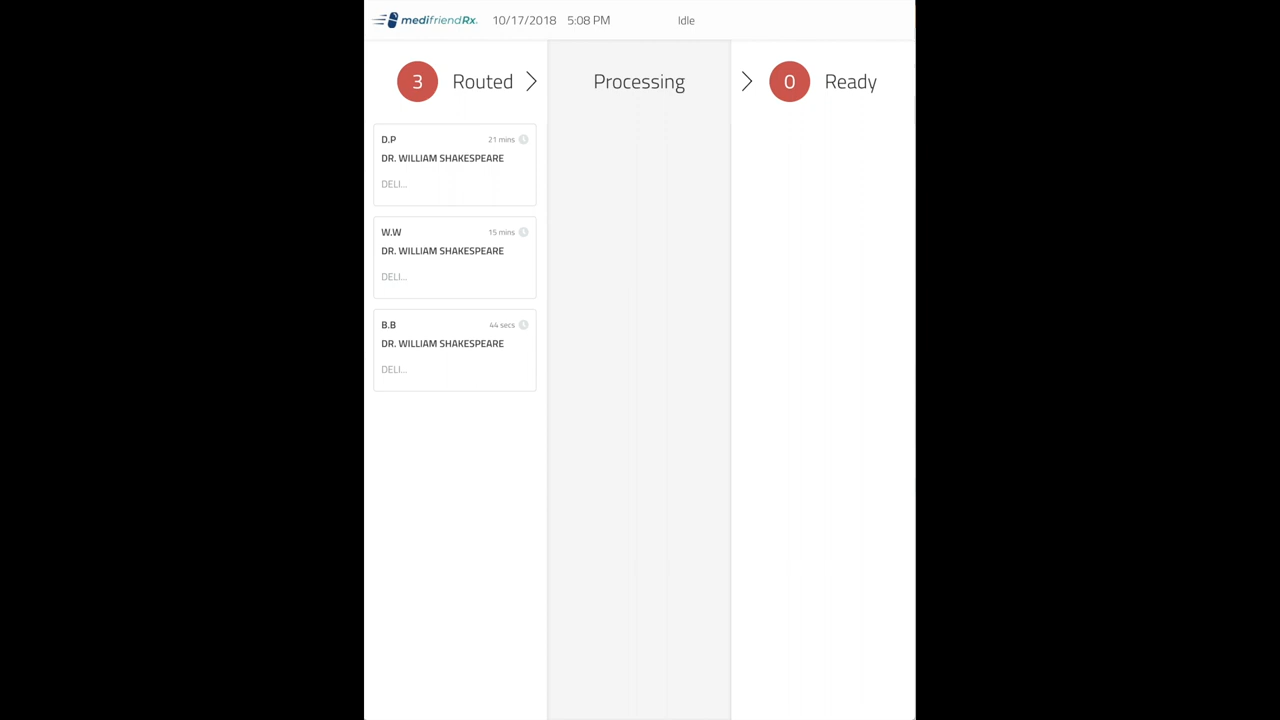 medifriendRx. 10/17/2018 5:08 PM Idle
3 Routed
Processing
0 Ready
D.P 21 mins
DR. WILLIAM SHAKESPEARE
DELI...
W.W 15 mins
DR. WILLIAM SHAKESPEARE
DELI...
B.B 44 secs
DR. WILLIAM SHAKESPEARE
DELI...